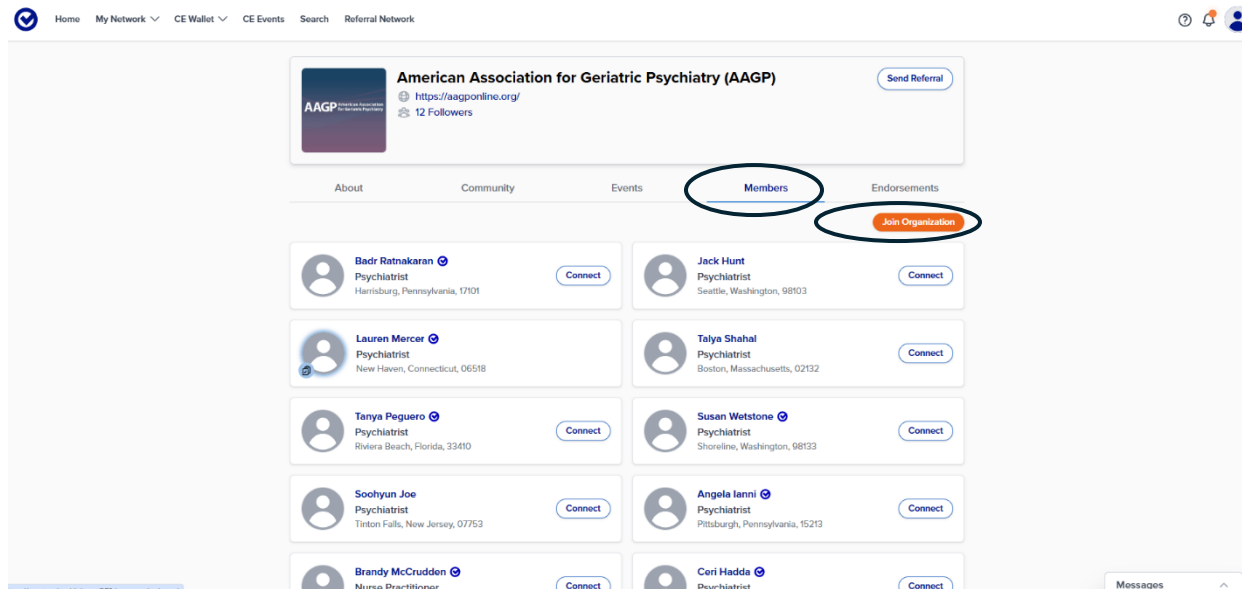 Home My Network CE Wallet CE Events Search Referral Network
American Association for Geriatric Psychiatry (AAGP)
Send Referral
AAGP American Association for Geriatric Psychiatry
https://aagponline.org/
12 Followers
About Community Events Members Endorsements
Join Organization
Badr Ratnakaran
Psychiatrist
Harrisburg, Pennsylvania, 17101
Connect
Jack Hunt
Psychiatrist
Seattle, Washington, 98103
Connect
Lauren Mercer
Psychiatrist
New Haven, Connecticut, 06518
Talya Shahal
Psychiatrist
Boston, Massachusetts, 02132
Connect
Tanya Peguero
Psychiatrist
Riviera Beach, Florida, 33410
Connect
Susan Wetstone
Psychiatrist
Shoreline, Washington, 98133
Connect
Soohyun Joe
Psychiatrist
Tinton Falls, New Jersey, 07753
Connect
Angela Ianni
Psychiatrist
Pittsburgh, Pennsylvania, 15213
Connect
Brandy McCrudden
Nurse Practitioner
Connect
Ceri Hadda
Psychiatrist
Connect
Messages